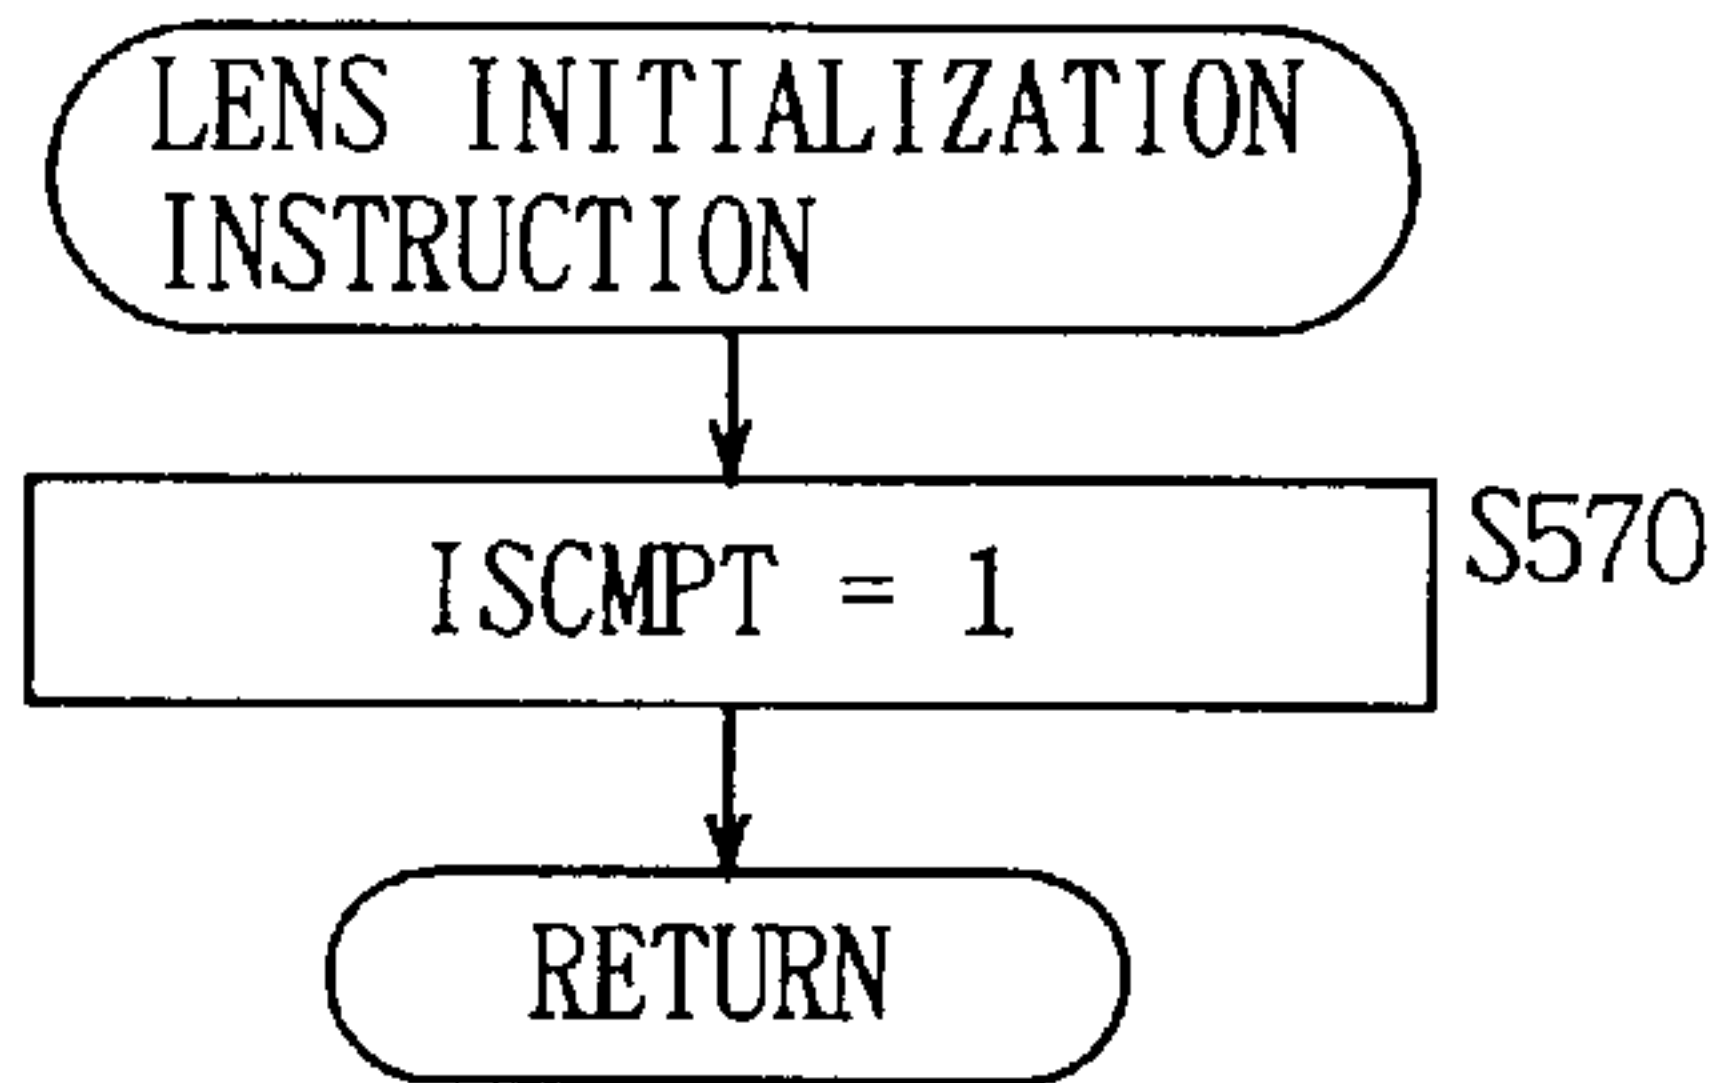 LENS INITIALIZATION
INSTRUCTION
ISCMPT = 1
S570
RETURN